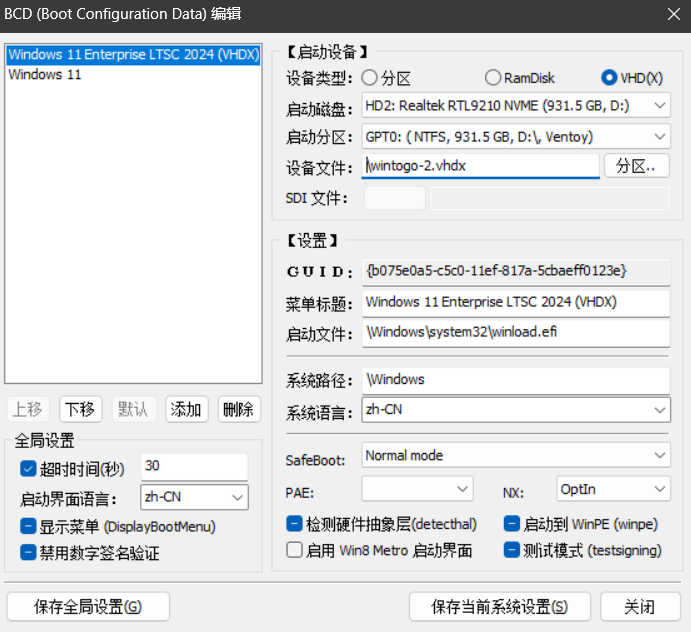 BCD (Boot Configuration Data) 编辑
Windows 11 Enterprise LTSC 2024 (VHDX)
Windows 11
上移
下移
默认
添加
删除
全局设置
超时时间(秒)
30
启动界面语言:
zh-CN
显示菜单 (DisplayBootMenu)
禁用数字签名验证
【启动设备】
设备类型:
分区
RamDisk
VHD(X)
启动磁盘:
HD2: Realtek RTL9210 NVME (931.5 GB, D:)
启动分区:
GPT0: ( NTFS, 931.5 GB, D:\, Ventoy)
设备文件:
\wintogo-2.vhdx
分区..
SDI 文件:
【设置】
GUID:
{b075e0a5-c5c0-11ef-817a-5cbaeff0123e}
菜单标题:
Windows 11 Enterprise LTSC 2024 (VHDX)
启动文件:
\Windows\system32\winload.efi
系统路径:
\Windows
系统语言:
zh-CN
SafeBoot:
Normal mode
PAE:
NX:
OptIn
检测硬件抽象层(detecthal)
启动到 WinPE (winpe)
启用 Win8 Metro 启动界面
测试模式 (testsigning)
保存全局设置(G)
保存当前系统设置(S)
关闭